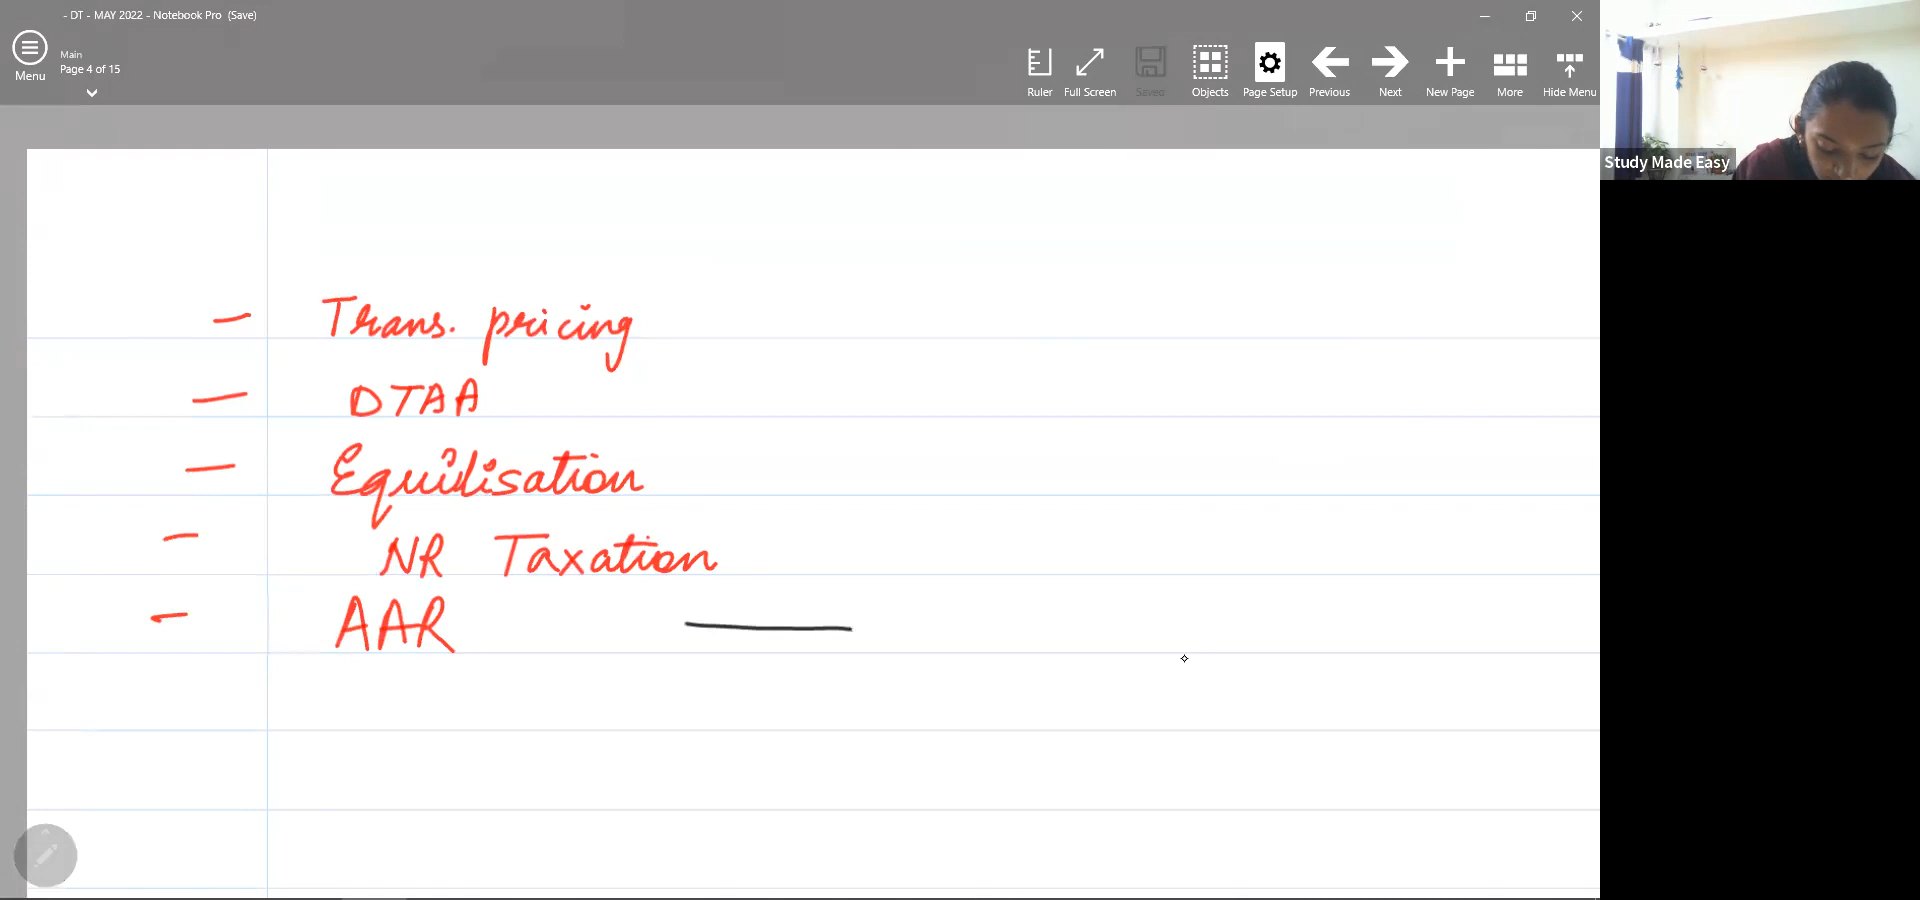 - DT - MAY 2022 - Notebook Pro (Save)
Menu
Main
Page 4 of 15
Ruler Full Screen Saved Objects Page Setup Previous Next New Page More Hide Menu
Study Made Easy
- Trans. pricing
- DTAA
- Equilisation
- NR Taxation
- AAR